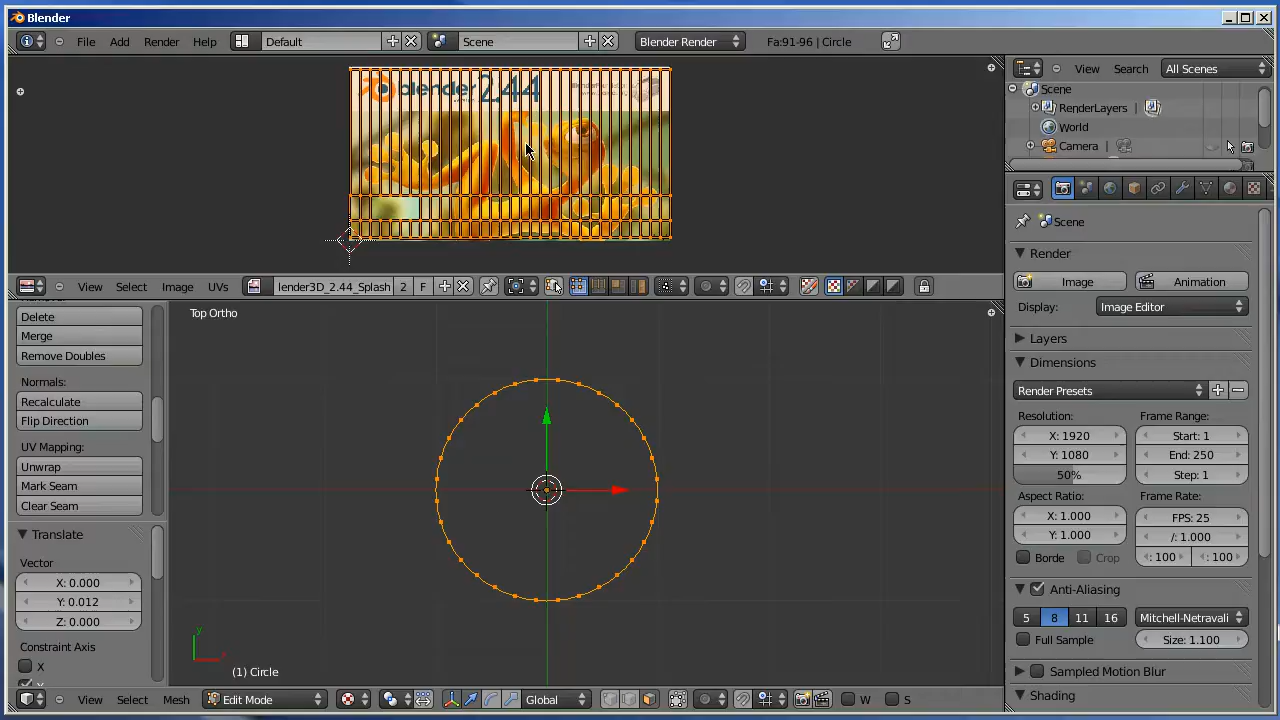 Blender
File Add Render Help Default Scene Blender Render Fa:91-96 | Circle
blender 2.44
View Search All Scenes
Scene
RenderLayers
World
Camera
Scene
Render
Image Animation
Display: Image Editor
Layers
Dimensions
Render Presets
Resolution: Frame Range:
X: 1920 Start: 1
Y: 1080 End: 250
50% Step: 1
Aspect Ratio: Frame Rate:
X: 1.000 FPS: 25
Y: 1.000 /: 1.000
Borde Crop : 100 : 100
Anti-Aliasing
5 8 11 16 Mitchell-Netravali
Full Sample Size: 1.100
Sampled Motion Blur
Shading
View Select Image UVs lender3D_2.44_Splash 2 F
Delete
Merge
Remove Doubles
Normals:
Recalculate
Flip Direction
UV Mapping:
Unwrap
Mark Seam
Clear Seam
Translate
Vector
X: 0.000
Y: 0.012
Z: 0.000
Constraint Axis
X
Top Ortho
y
(1) Circle
View Select Mesh Edit Mode Global W S